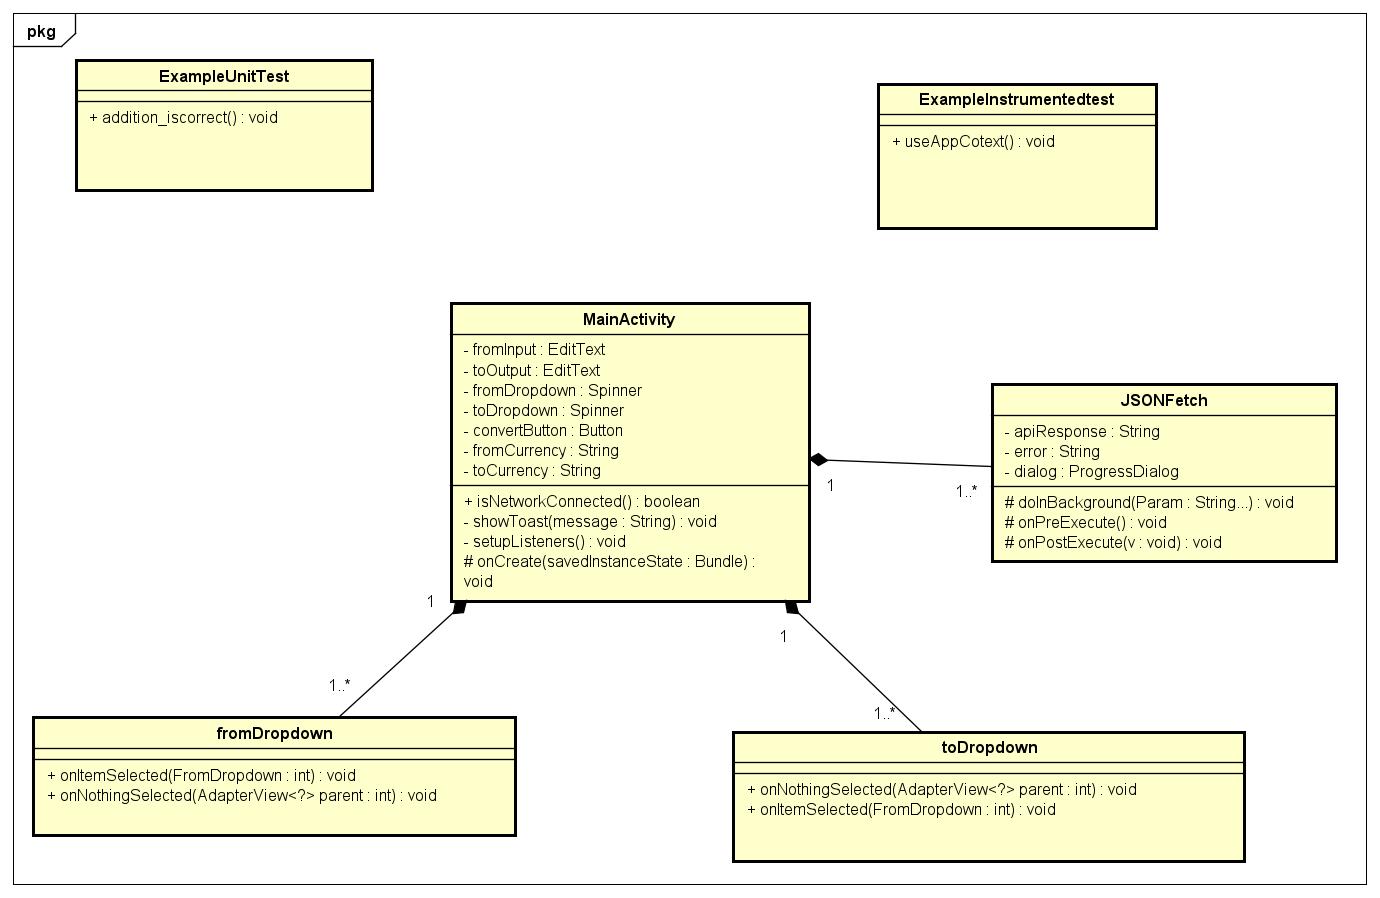 pkg
ExampleUnitTest
+ addition_iscorrect() : void
ExampleInstrumentedtest
+ useAppCotext() : void
MainActivity
- fromInput : EditText
- toOutput : EditText
- fromDropdown : Spinner
- toDropdown : Spinner
- convertButton : Button
- fromCurrency : String
- toCurrency : String
+ isNetworkConnected() : boolean
- showToast(message : String) : void
- setupListeners() : void
# onCreate(savedInstanceState : Bundle) :
void
JSONFetch
- apiResponse : String
- error : String
- dialog : ProgressDialog
# doInBackground(Param : String...) : void
# onPreExecute() : void
# onPostExecute(v : void) : void
1
1..*
1
1..*
1
1..*
fromDropdown
+ onItemSelected(FromDropdown : int) : void
+ onNothingSelected(AdapterView<?> parent : int) : void
toDropdown
+ onNothingSelected(AdapterView<?> parent : int) : void
+ onItemSelected(FromDropdown : int) : void